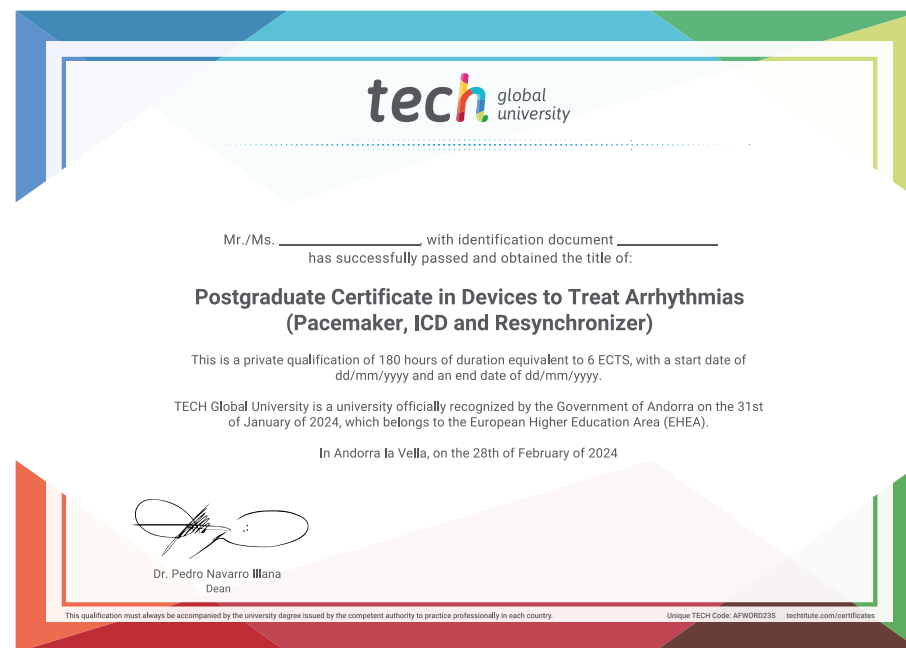 tech global
university
Mr./Ms. ____________, with identification document ____________
has successfully passed and obtained the title of:
Postgraduate Certificate in Devices to Treat Arrhythmias
(Pacemaker, ICD and Resynchronizer)
This is a private qualification of 180 hours of duration equivalent to 6 ECTS, with a start date of
dd/mm/yyyy and an end date of dd/mm/yyyy.
TECH Global University is a university officially recognized by the Government of Andorra on the 31st
of January of 2024, which belongs to the European Higher Education Area (EHEA).
In Andorra la Vella, on the 28th of February of 2024
Dr. Pedro Navarro Illana
Dean
This qualification must always be accompanied by the university degree issued by the competent authority to practice professionally in each country.
Unique TECH Code: AFWORD23S techtitute.com/certificates